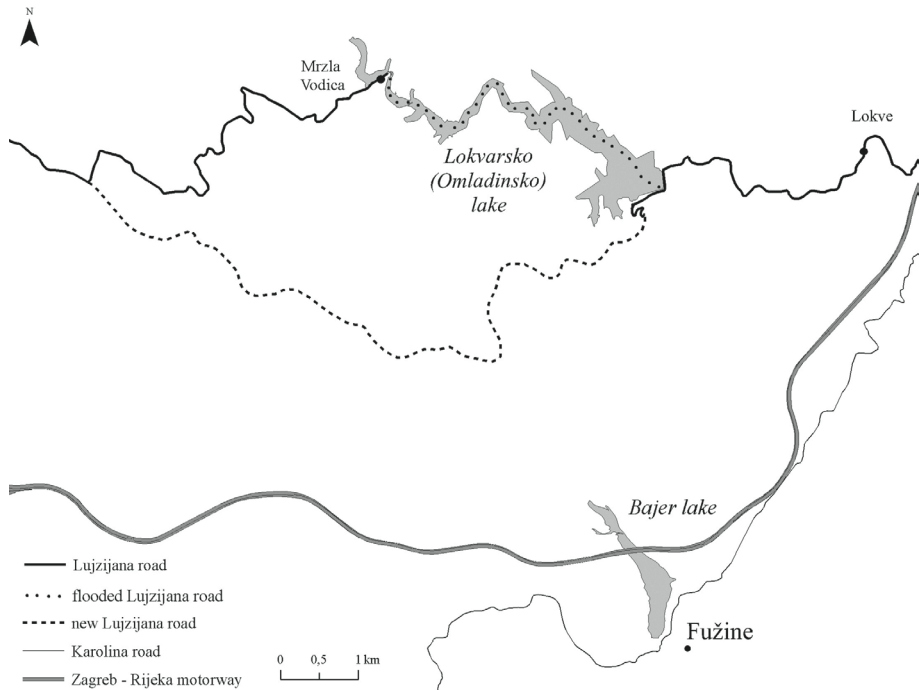 N
Mrzla
Vodica
Lokve
Lokvarsko
(Omladinsko)
lake
Bajer lake
Fužine
Lujzijana road
flooded Lujzijana road
new Lujzijana road
Karolina road
Zagreb - Rijeka motorway
0 0,5 1 km